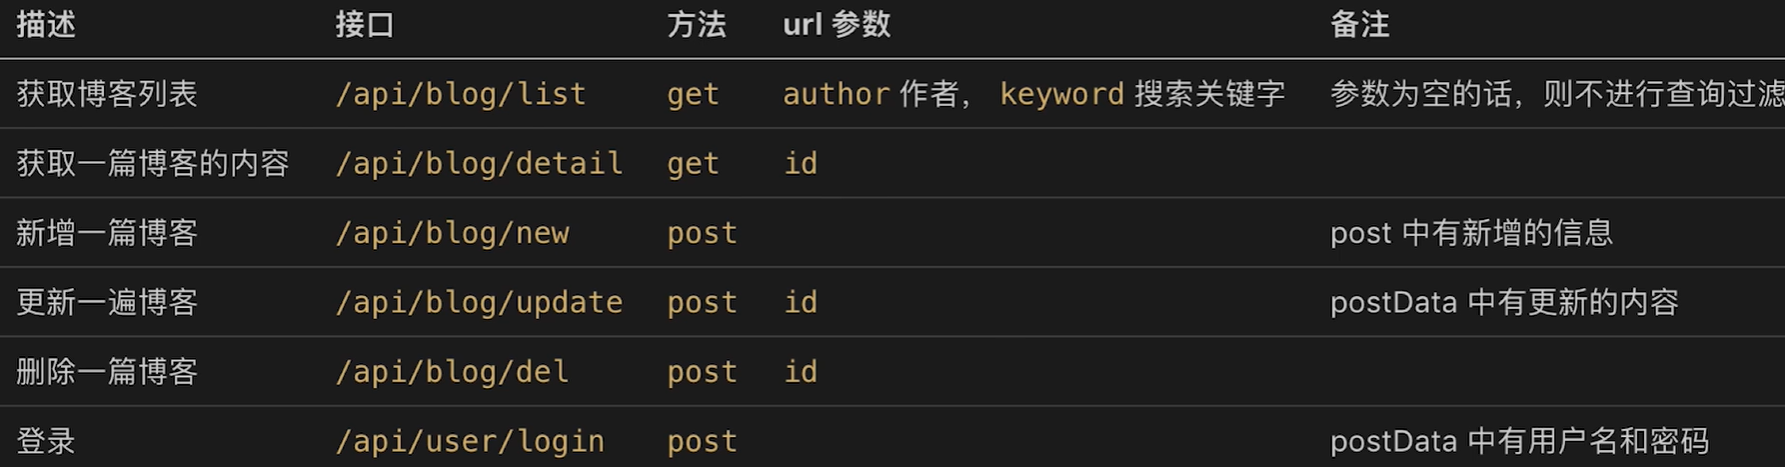 描述 接口 方法 url 参数 备注
获取博客列表 /api/blog/list get author 作者， keyword 搜索关键字 参数为空的话，则不进行查询过滤
获取一篇博客的内容 /api/blog/detail get id
新增一篇博客 /api/blog/new post post 中有新增的信息
更新一遍博客 /api/blog/update post id postData 中有更新的内容
删除一篇博客 /api/blog/del post id
登录 /api/user/login post postData 中有用户名和密码